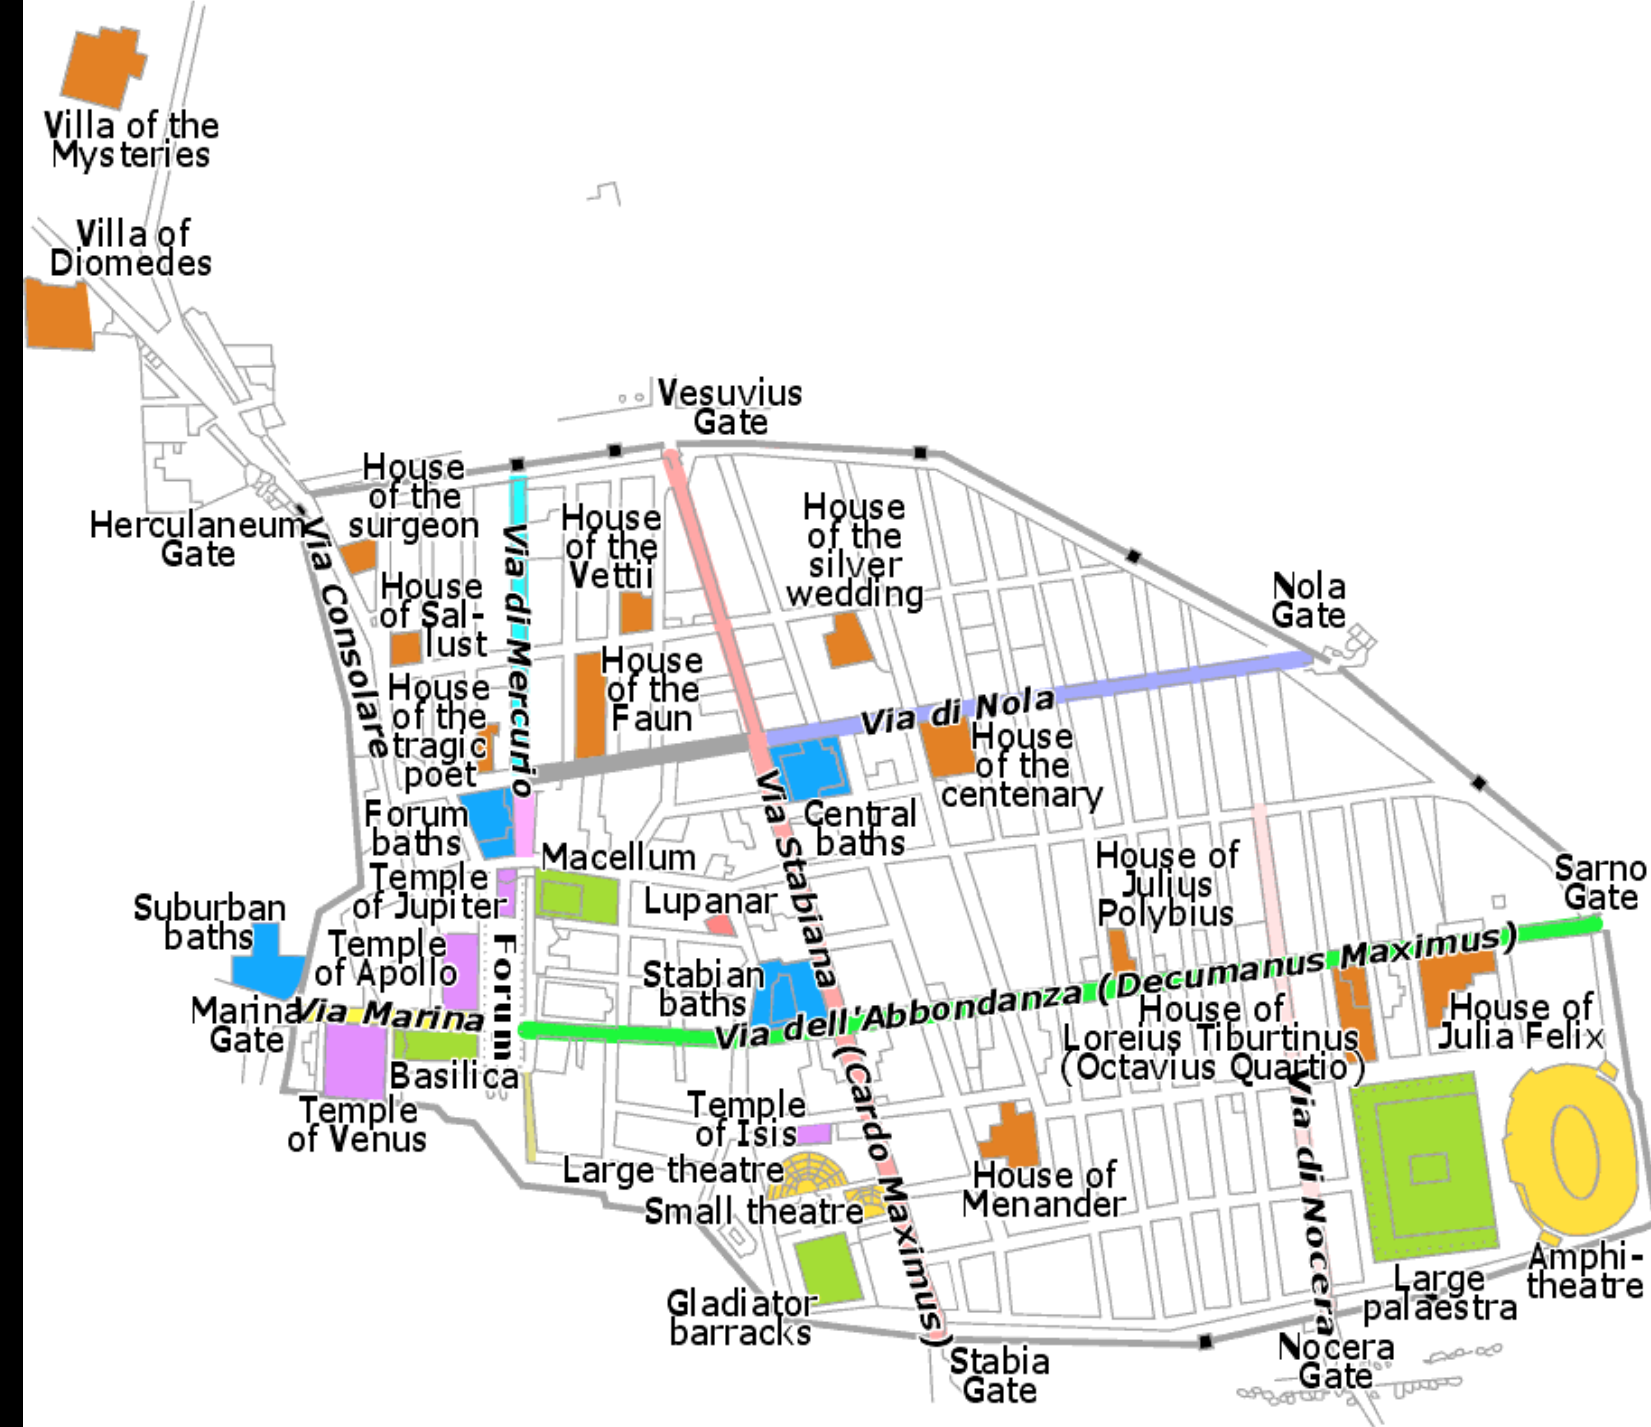 Villa of the
Mysteries
Villa of
Diomedes
Vesuvius
Gate
House
of the
surgeon
Herculaneum
Gate
Via Consolare
Via di Mercurio
House
of the
Vettii
House
of the
silver
wedding
Nola
Gate
House
of Sal-
lust
House
of the
Faun
House
of the
tragic
poet
Via di Nola
House
of the
centenary
Forum
baths
Central
baths
Via Stabiana
(Cardo Maximus)
Macellum
House of
Julius
Polybius
Sarno
Gate
Temple
of Jupiter
Lupanar
Suburban
baths
Temple
of Apollo
Forum
Stabian
baths
Via dell'Abbondanza (Decumanus Maximus)
Marina
Gate
Via Marina
House of
Loreius Tiburtinus
(Octavius Quartio)
House of
Julia Felix
Basilica
Temple
of Venus
Temple
of Isis
Via di Nocera
Large theatre
Small theatre
House of
Menander
Gladiator
barracks
Large
palaestra
Amphi-
theatre
Stabia
Gate
Nocera
Gate